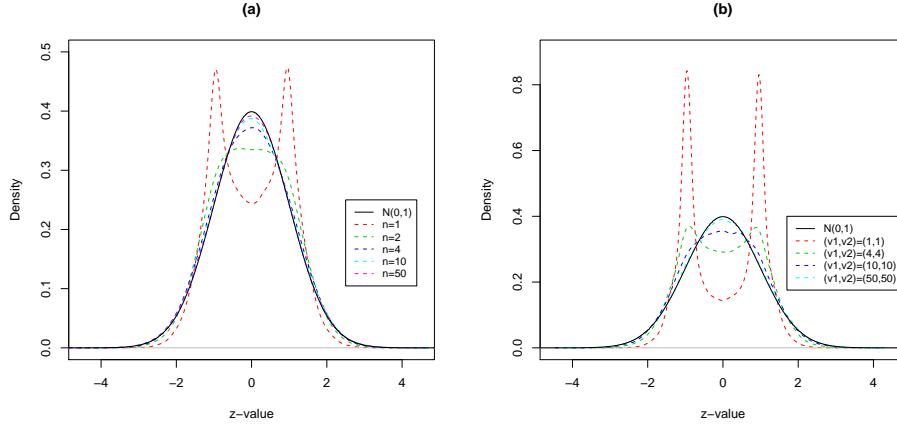 (a)
0.5
0.4
0.3
0.2
0.1
0.0
Density
−4 −2 0 2 4
z−value
N(0,1)
n=1
n=2
n=4
n=10
n=50
(b)
0.8
0.6
0.4
0.2
0.0
Density
−4 −2 0 2 4
z−value
N(0,1)
(v1,v2)=(1,1)
(v1,v2)=(4,4)
(v1,v2)=(10,10)
(v1,v2)=(50,50)